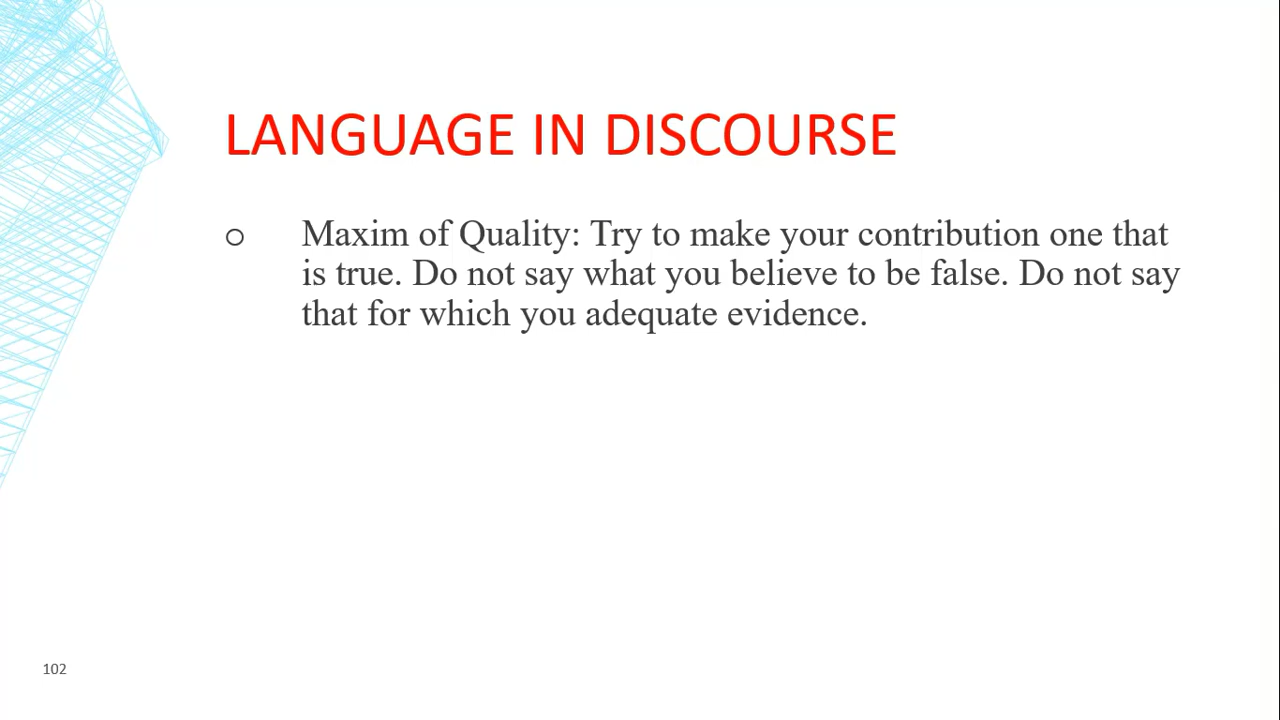 LANGUAGE IN DISCOURSE
o Maxim of Quality: Try to make your contribution one that
is true. Do not say what you believe to be false. Do not say
that for which you adequate evidence.
102